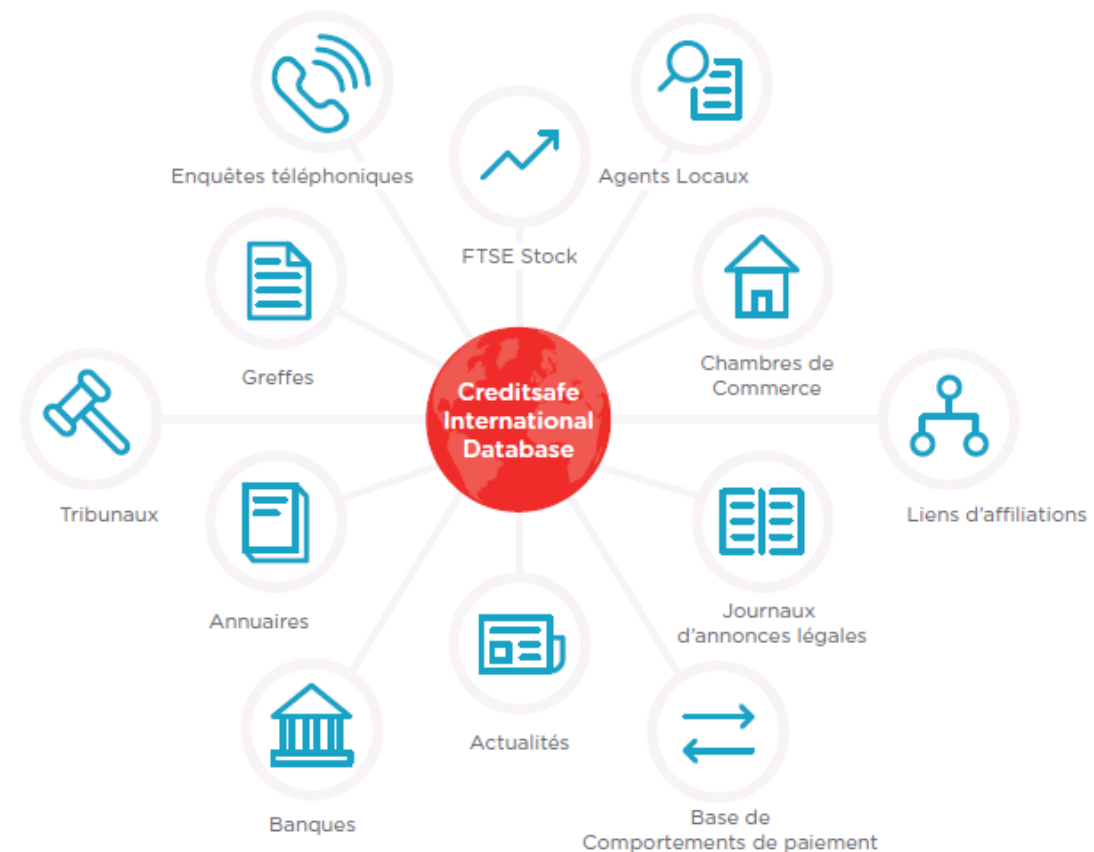 Enquêtes téléphoniques
Agents Locaux
FTSE Stock
Greffes
Chambres de
Commerce
Creditsafe
International
Database
Tribunaux
Liens d'affiliations
Annuaires
Journaux
d'annonces légales
Actualités
Banques
Base de
Comportements de paiement